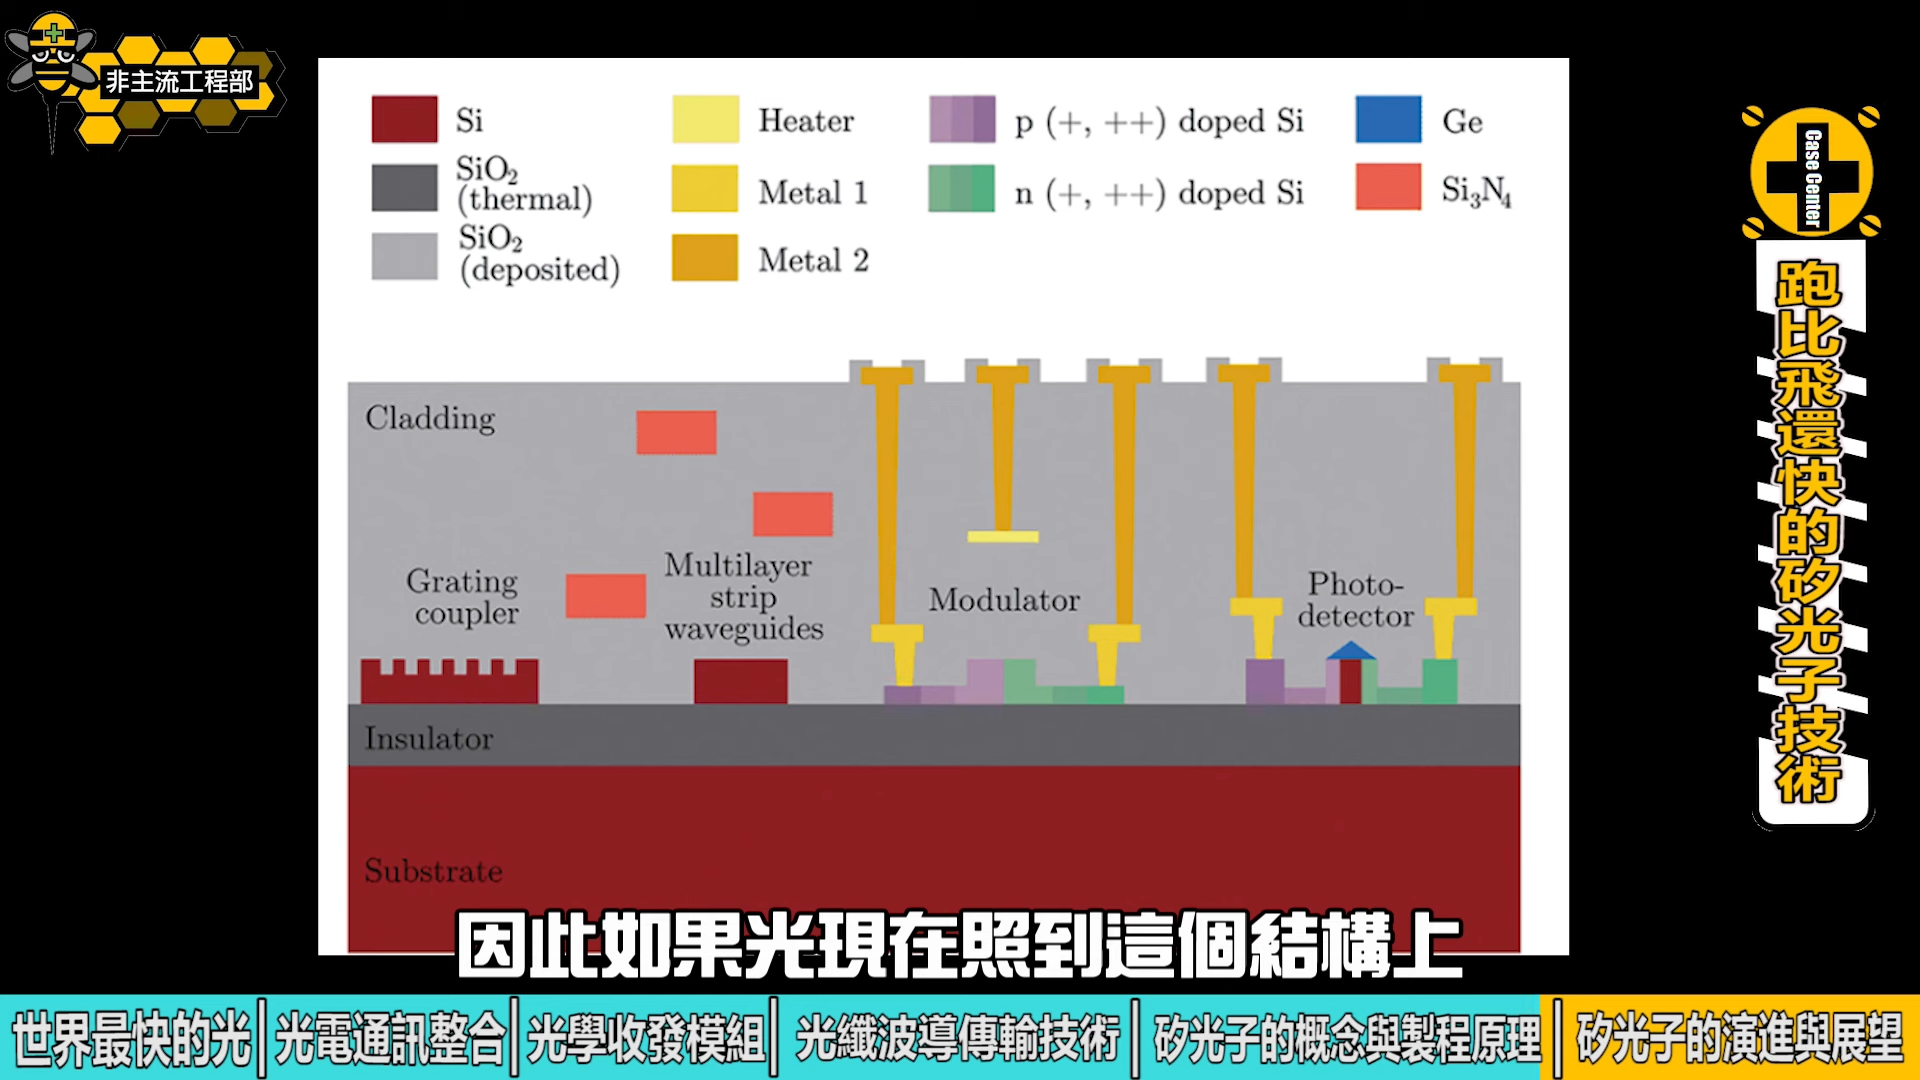 非主流工程部
Si
SiO2
(thermal)
SiO2
(deposited)
Heater
Metal 1
Metal 2
p (+, ++) doped Si
n (+, ++) doped Si
Ge
Si3N4
Case Center
跑比飛還快的矽光子技術
Cladding
Grating
coupler
Multilayer
strip
waveguides
Modulator
Photo-
detector
Insulator
Substrate
因此如果光現在照到這個結構上
世界最快的光
光電通訊整合
光學收發模組
光纖波導傳輸技術
矽光子的概念與製程原理
矽光子的演進與展望